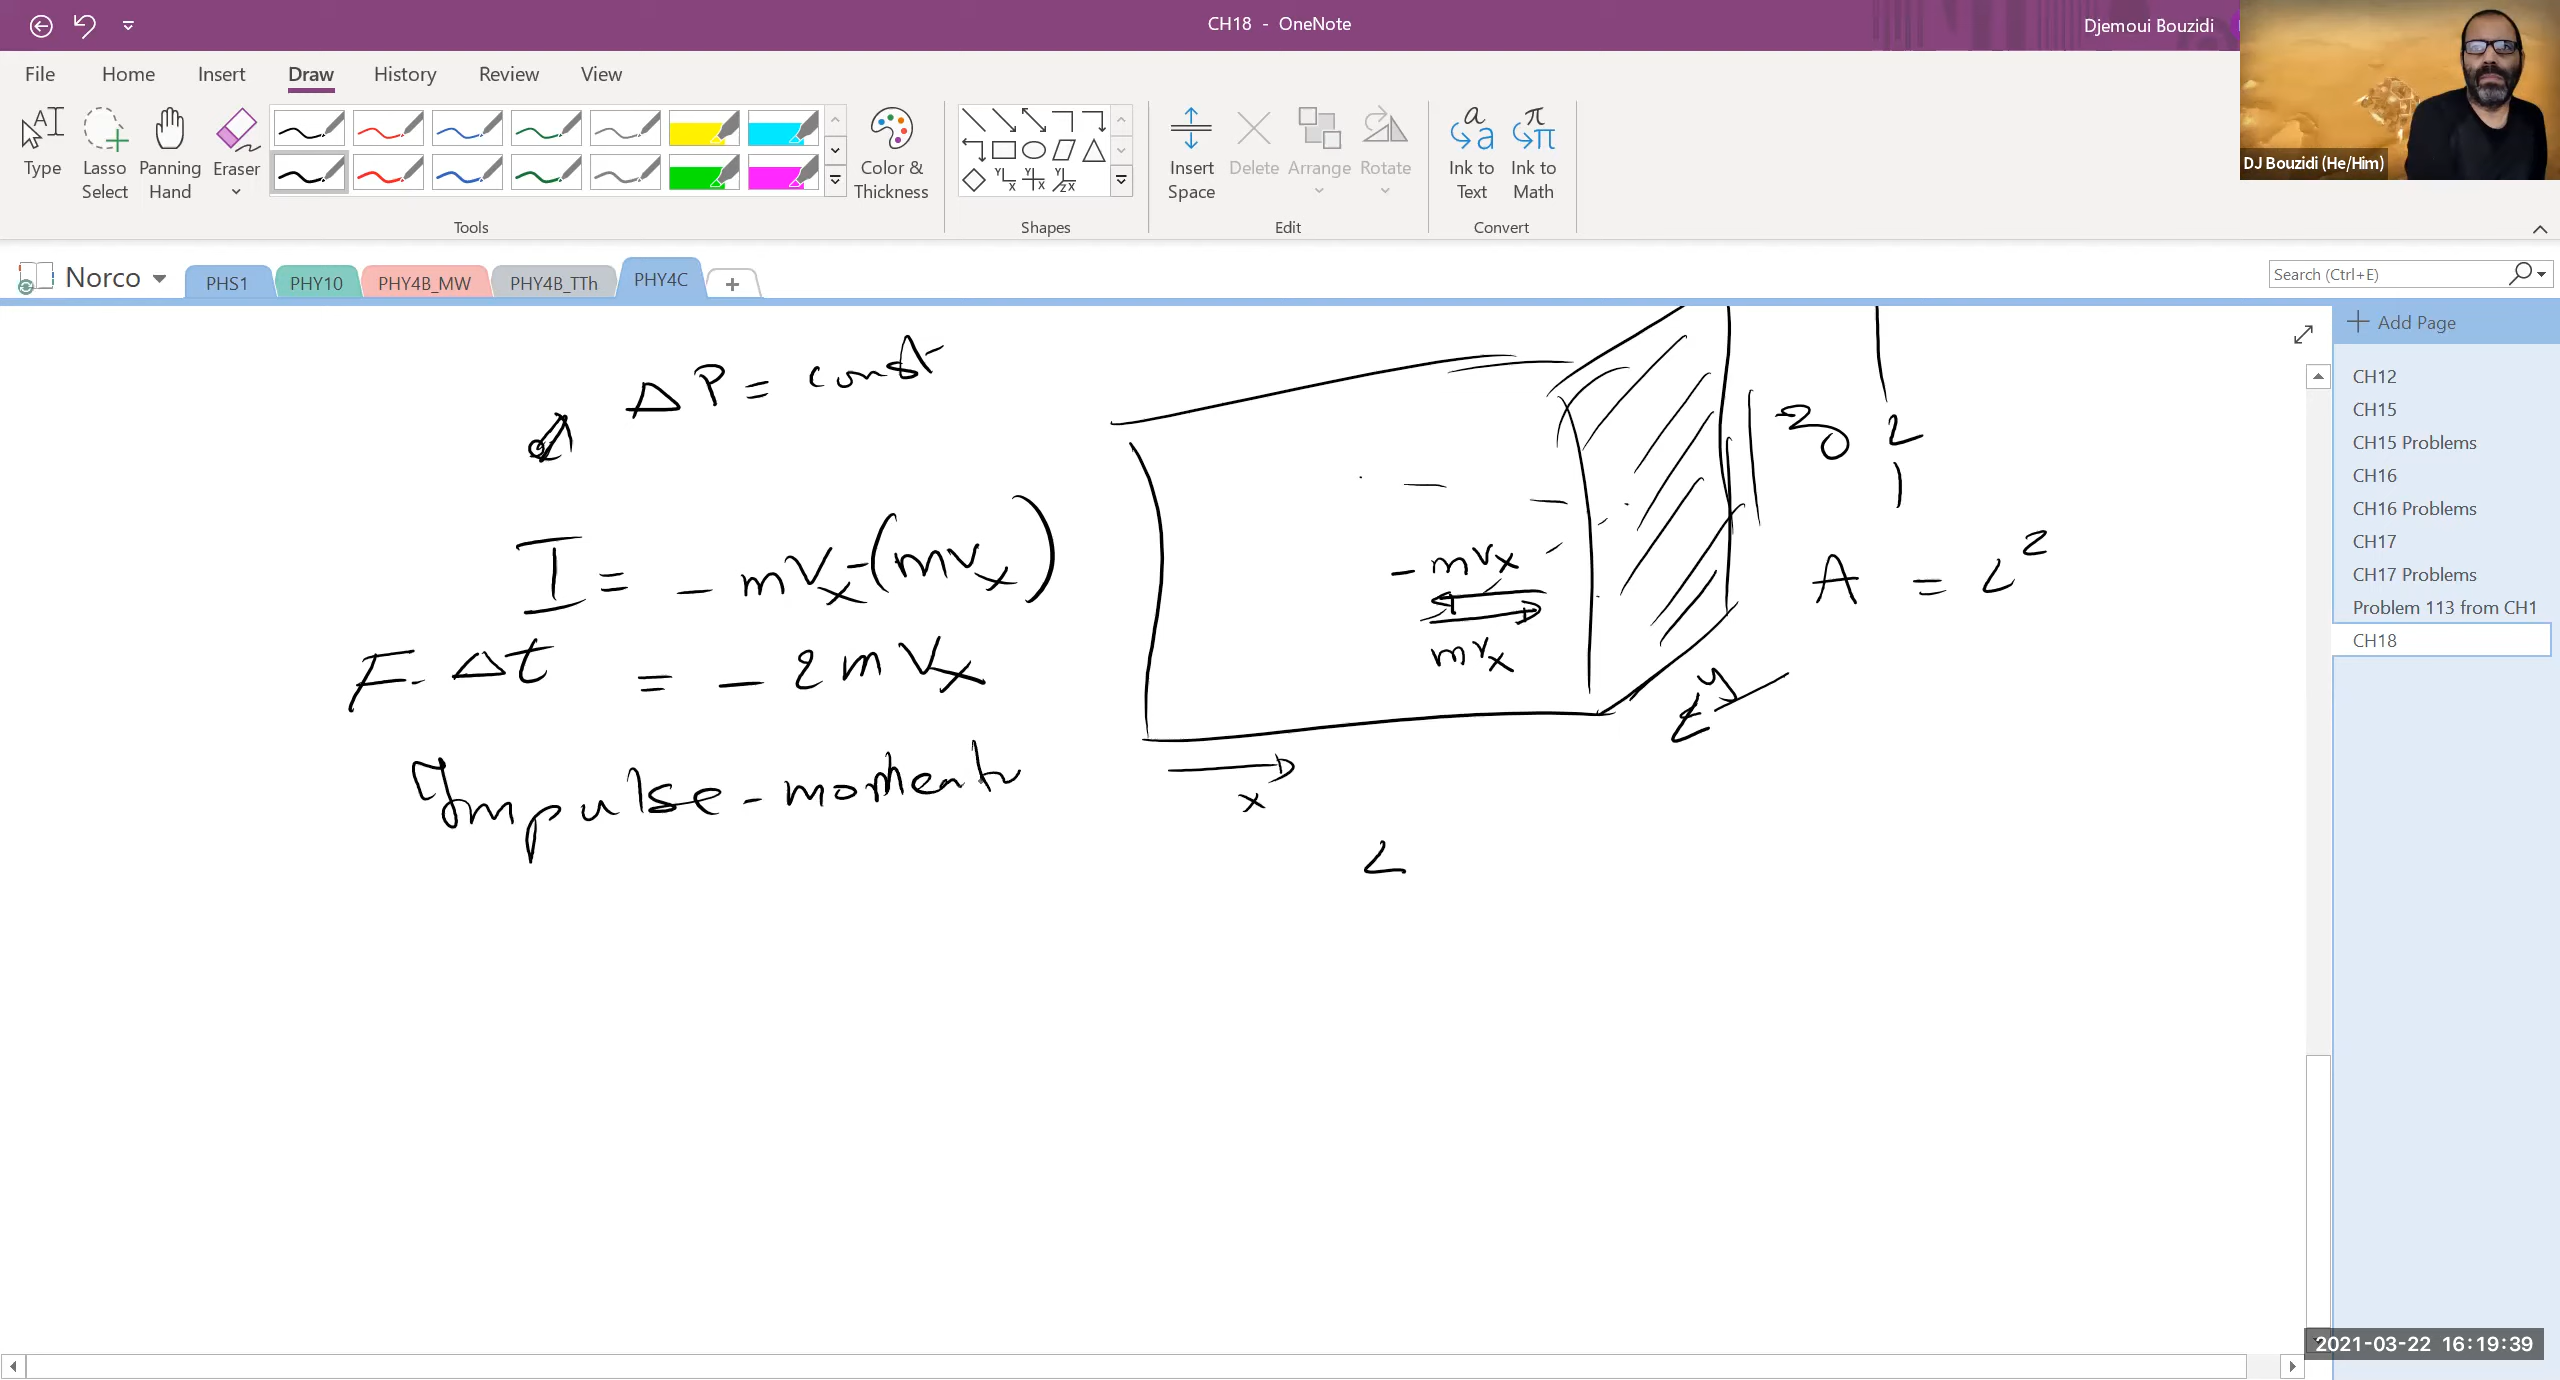 CH18 - OneNote
Djemoui Bouzidi
File Home Insert Draw History Review View
Type
Lasso Select
Panning Hand
Eraser
Color & Thickness
Insert Space
Delete
Arrange
Rotate
Ink to Text
Ink to Math
Tools
Shapes
Edit
Convert
DJ Bouzidi (He/Him)
Norco
PHS1 PHY10 PHY4B_MW PHY4B_TTh PHY4C
Search (Ctrl+E)
Add Page
CH12
CH15
CH15 Problems
CH16
CH16 Problems
CH17
CH17 Problems
Problem 113 from CH1
CH18
Δ P = const
I = - mvx - (mvx)
F. Δt = - 2 m vx
Impulse - momentu
- mvx
mvx
A = L²
x
y
z
L
2021-03-22 16:19:39